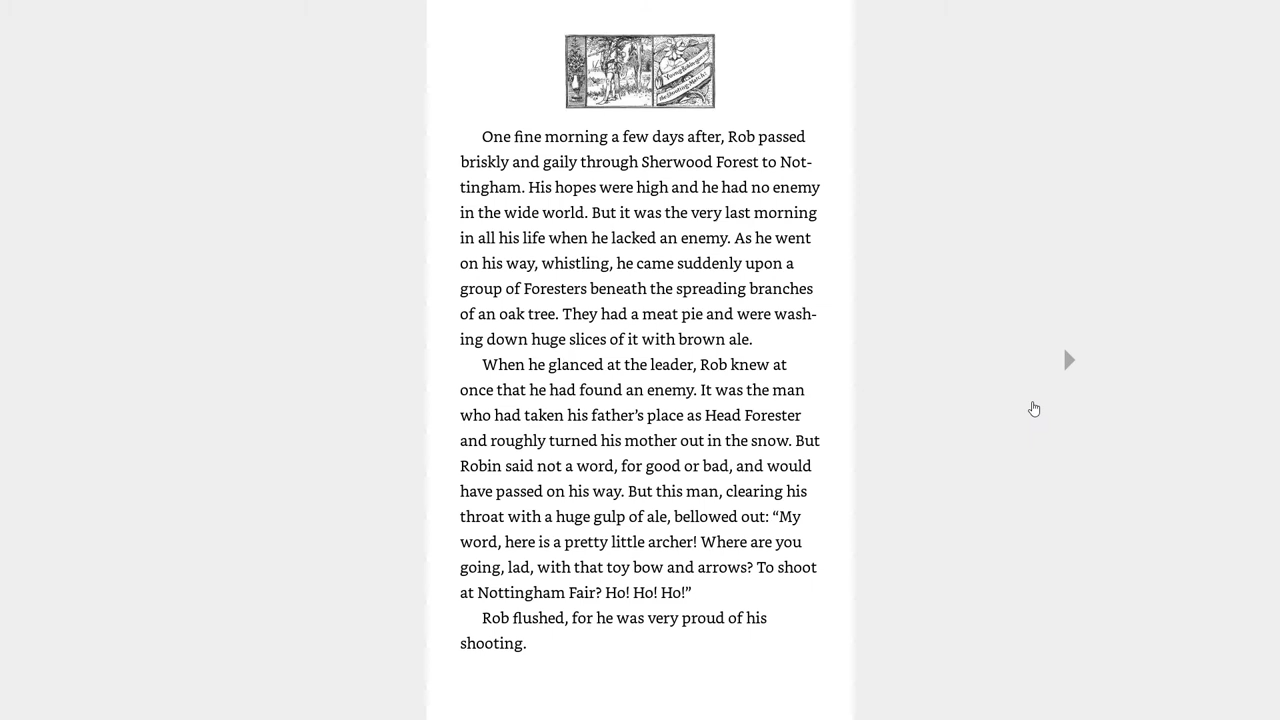 Young Robin goes to
the Shooting Match:
One fine morning a few days after, Rob passed
briskly and gaily through Sherwood Forest to Not-
tingham. His hopes were high and he had no enemy
in the wide world. But it was the very last morning
in all his life when he lacked an enemy. As he went
on his way, whistling, he came suddenly upon a
group of Foresters beneath the spreading branches
of an oak tree. They had a meat pie and were wash-
ing down huge slices of it with brown ale.
When he glanced at the leader, Rob knew at
once that he had found an enemy. It was the man
who had taken his father’s place as Head Forester
and roughly turned his mother out in the snow. But
Robin said not a word, for good or bad, and would
have passed on his way. But this man, clearing his
throat with a huge gulp of ale, bellowed out: “My
word, here is a pretty little archer! Where are you
going, lad, with that toy bow and arrows? To shoot
at Nottingham Fair? Ho! Ho! Ho!”
Rob flushed, for he was very proud of his
shooting.